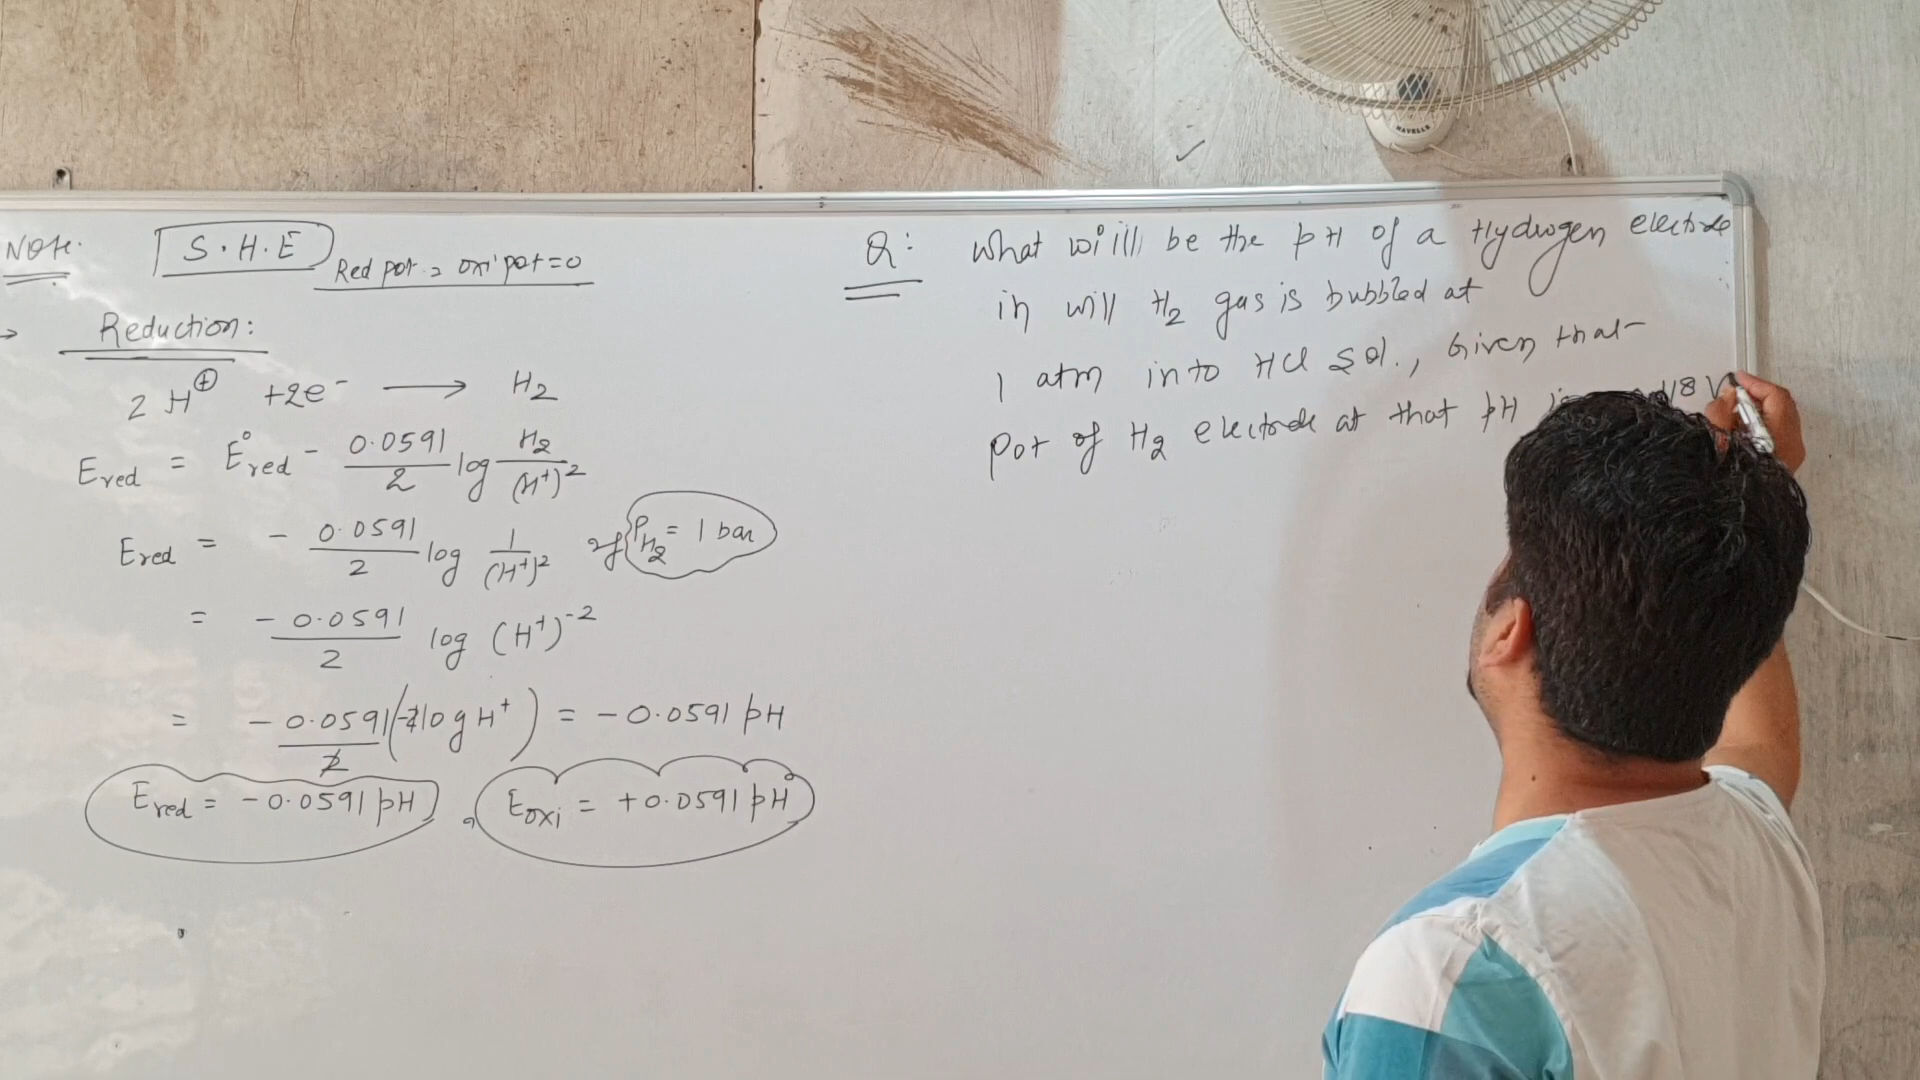 Note:
S.H.E
Red pot = oxi pot = 0
→ Reduction:
2 H⊕ + 2e⁻ ⟶ H₂
E_red = E°_red - 0.0591/2 log H₂/(H⁺)²
E_red = - 0.0591/2 log 1/(H⁺)² if P_H₂ = 1 bar
= -0.0591/2 log (H⁺)⁻²
= -0.0591/2 (-2 log H⁺) = -0.0591 pH
E_red = -0.0591 pH, E_oxi = +0.0591 pH
Q: What willl be the pH of a Hydrogen electrode
in will H₂ gas is bubbled at
1 atm into HCl sol., Given that
pot of H₂ electrode at that pH 18 V
HAVELLS